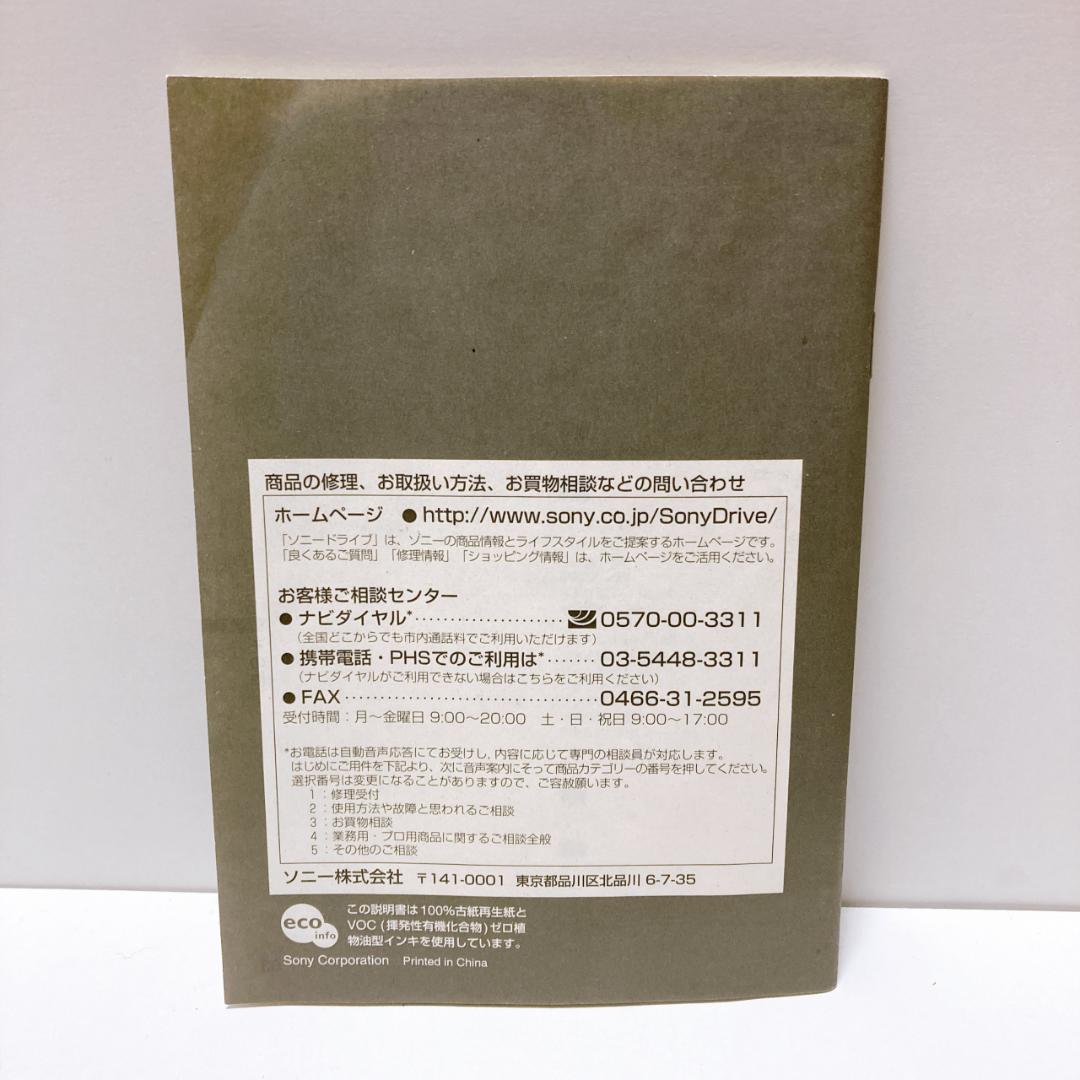 商品の修理、お取扱い方法、お買物相談などの問い合わせ
ホームページ ●http://www.sony.co.jp/SonyDrive/
「ソニードライブ」は、ソニーの商品情報とライフスタイルをご提案するホームページです。
「良くあるご質問」「修理情報」「ショッピング情報」は、ホームページをご活用ください。
お客様ご相談センター
●ナビダイヤル*······················0570-00-3311
（全国どこからでも市内通話料でご利用いただけます）
●携帯電話・PHSでのご利用は*·······03-5448-3311
（ナビダイヤルがご利用できない場合はこちらをご利用ください）
●FAX····································0466-31-2595
受付時間：月～金曜日 9:00～20:00 土・日・祝日 9:00～17:00
*お電話は自動音声応答にてお受けし、内容に応じて専門の相談員が対応します。
はじめにご用件を下記より、次に音声案内にそって商品カテゴリーの番号を押してください。
選択番号は変更になることがありますので、ご容赦願います。
1：修理受付
2：使用方法や故障と思われるご相談
3：お買物相談
4：業務用・プロ用商品に関するご相談全般
5：その他のご相談
ソニー株式会社 〒141-0001 東京都品川区北品川 6-7-35
eco info
この説明書は100%古紙再生紙と
VOC(揮発性有機化合物)ゼロ植
物油型インキを使用しています。
Sony Corporation Printed in China